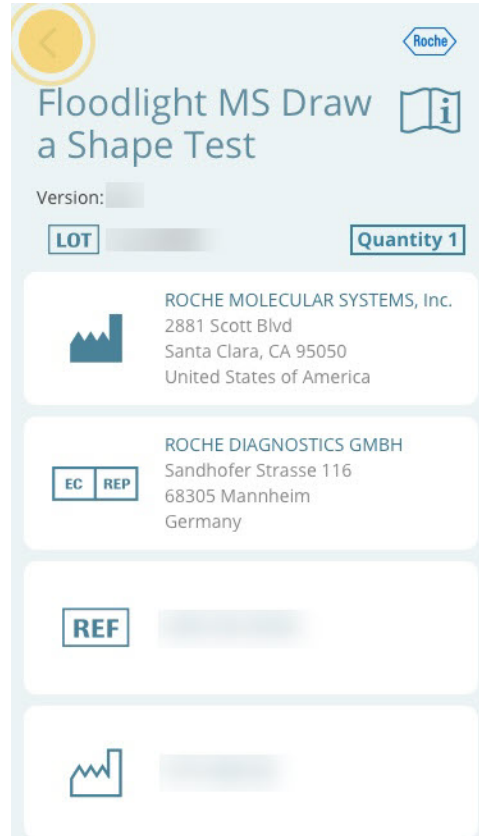 Roche
Floodlight MS Draw
a Shape Test
Version:
LOT
Quantity 1
ROCHE MOLECULAR SYSTEMS, Inc.
2881 Scott Blvd
Santa Clara, CA 95050
United States of America
EC REP
ROCHE DIAGNOSTICS GMBH
Sandhofer Strasse 116
68305 Mannheim
Germany
REF